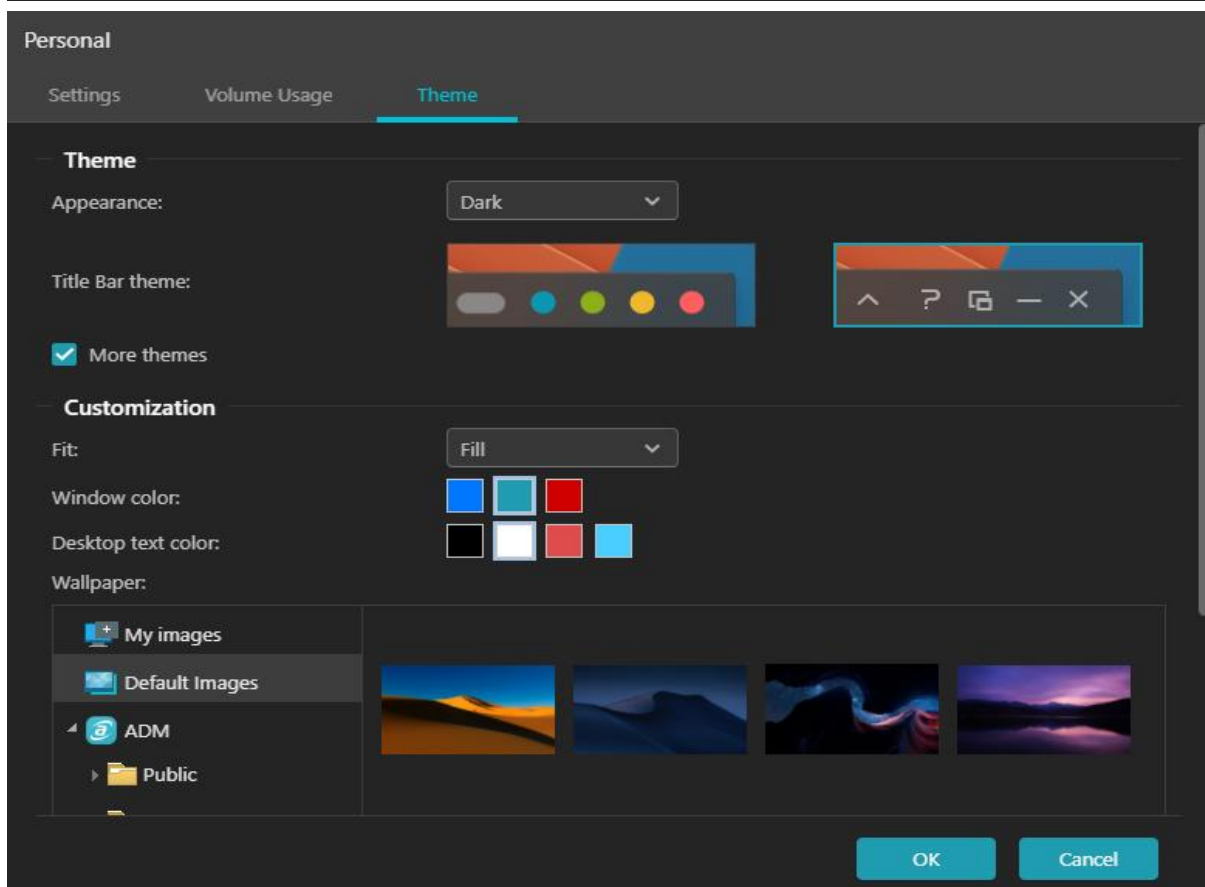 Personal
Settings Volume Usage Theme
Theme
Appearance: Dark
Title Bar theme:
More themes
Customization
Fit: Fill
Window color:
Desktop text color:
Wallpaper:
My images
Default Images
ADM
Public
OK Cancel